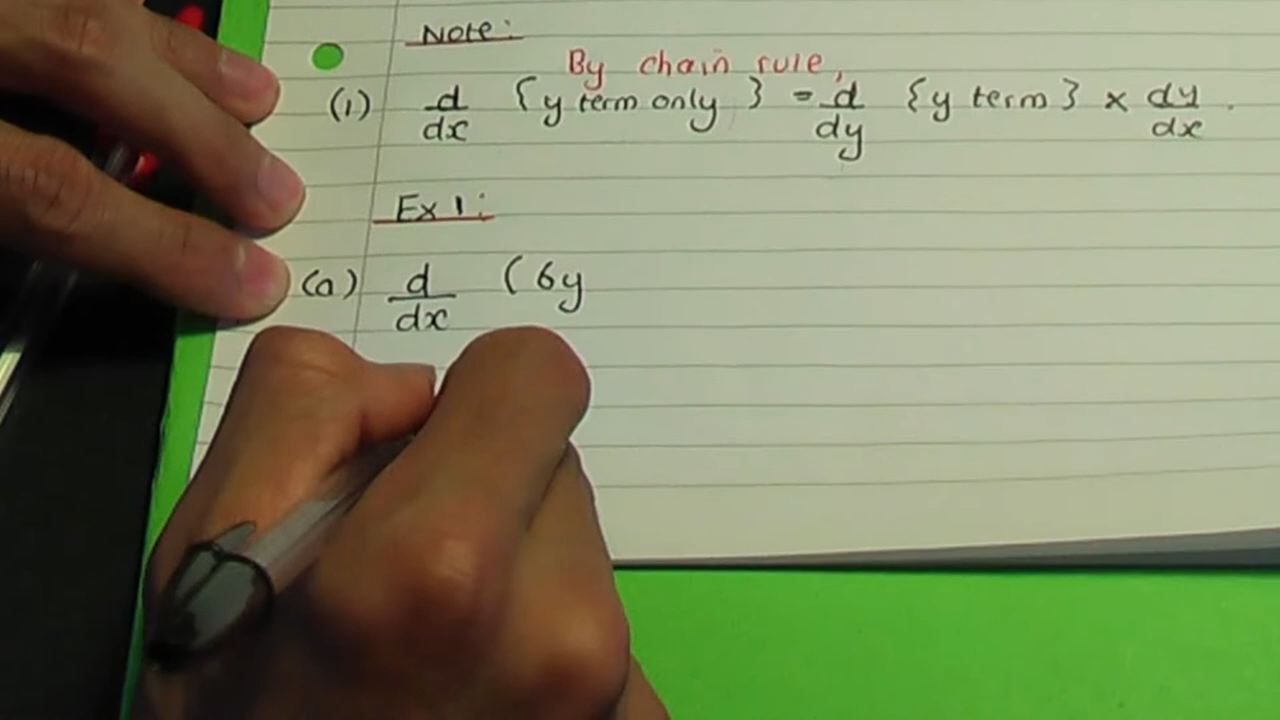 Note:
By chain rule,
(1) d/dx {y term only} = d/dy {y term} × dy/dx.
Ex 1:
(a) d/dx (6y